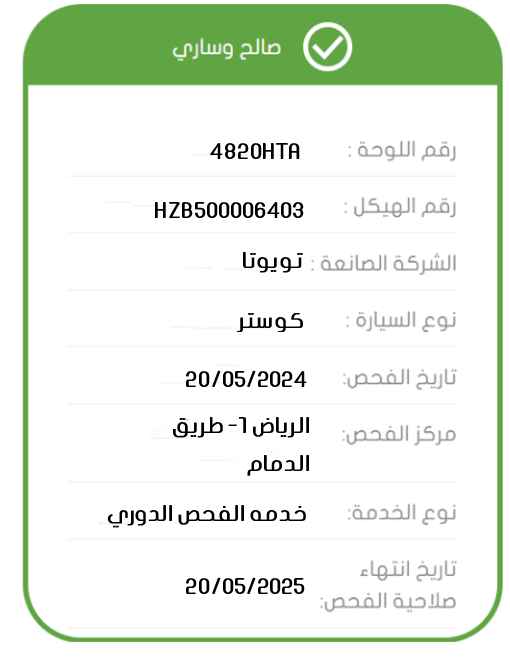 صالح وساري
رقم اللوحة : 4820HTA
رقم الهيكل : HZB500006403
الشركة الصانعة : تويوتا
نوع السيارة : كوستر
تاريخ الفحص: 20/05/2024
مركز الفحص: الرياض ٦- طريق
الدمام
نوع الخدمة: خدمه الفحص الدوري
تاريخ انتهاء
صلاحية الفحص: 20/05/2025